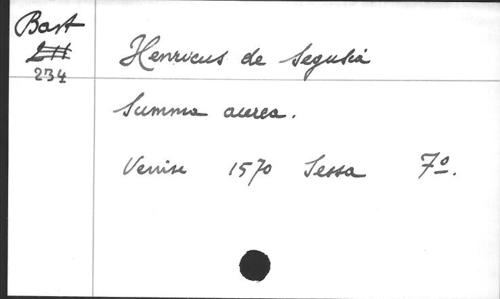 Bart
234
Henricus de Segusia
Summa aurea.
Venise 1570 Sessa 7º.